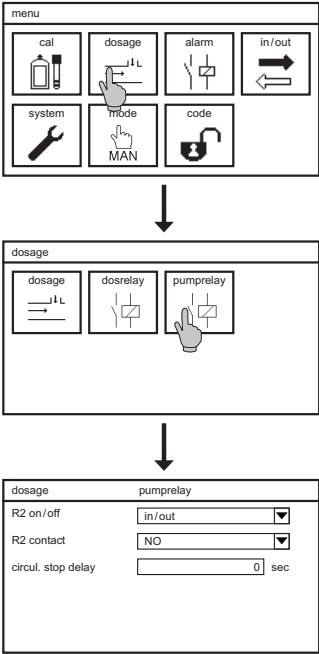 menu
cal dosage alarm in/out
system mode code
MAN
dosage
dosage dosrelay pumprelay
dosage pumprelay
R2 on/off in/out
R2 contact NO
circul. stop delay 0 sec